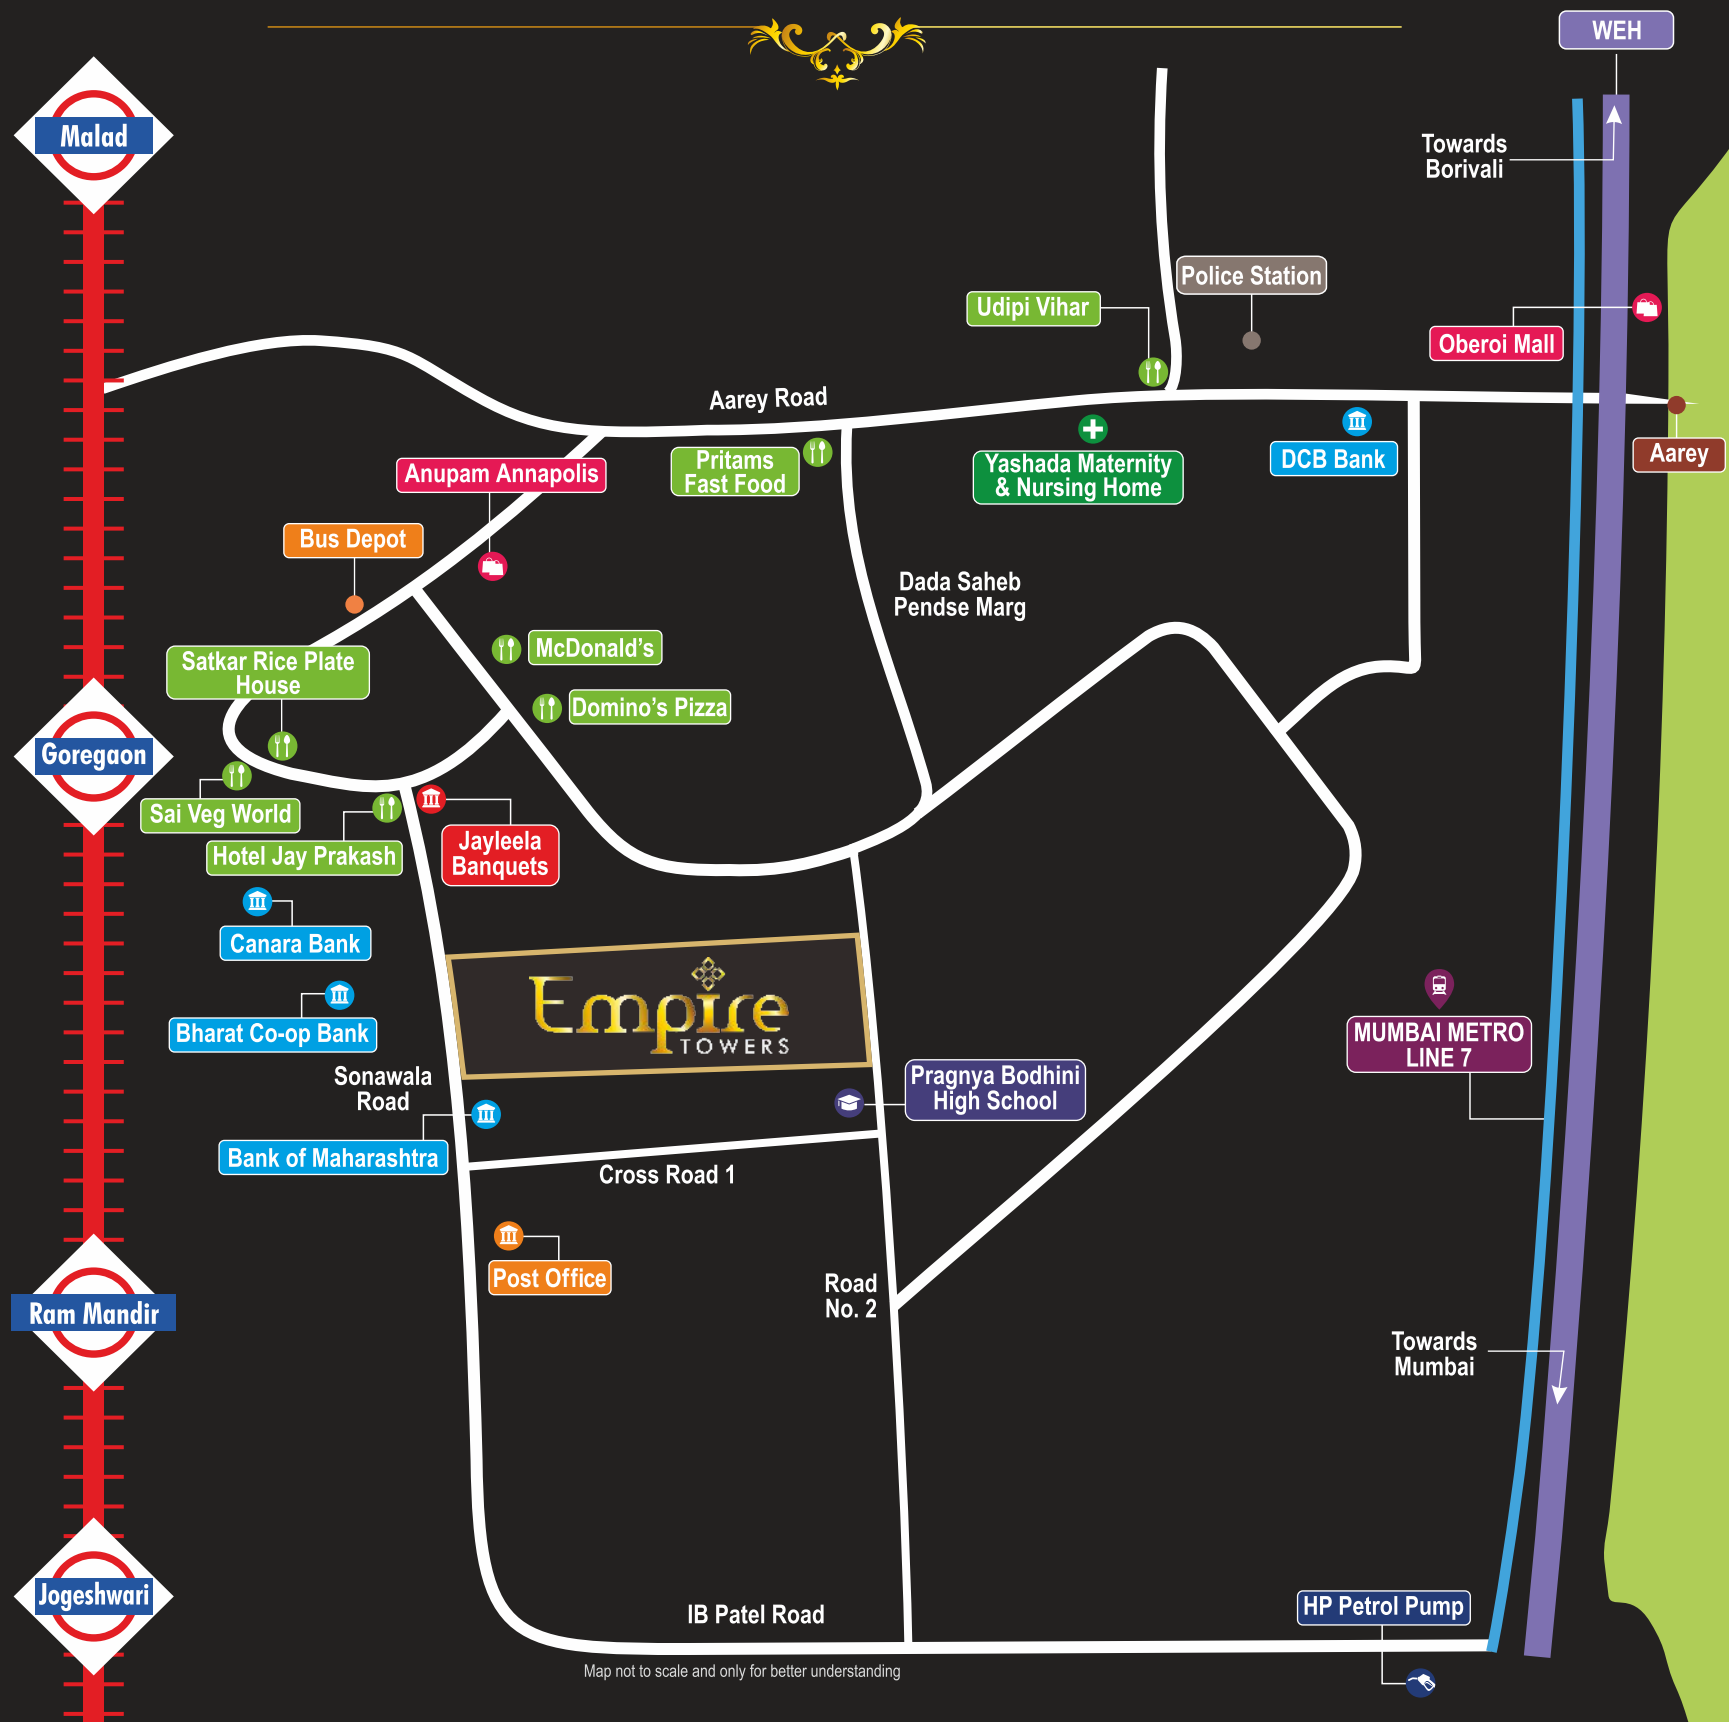 WEH
Malad
Towards
Borivali
Police Station
Udipi Vihar
Oberoi Mall
Aarey Road
Anupam Annapolis
Pritams
Fast Food
Yashada Maternity
& Nursing Home
DCB Bank
Aarey
Bus Depot
Dada Saheb
Pendse Marg
McDonald's
Satkar Rice Plate
House
Domino's Pizza
Goregaon
Sai Veg World
Hotel Jay Prakash
Jayleela
Banquets
Canara Bank
Bharat Co-op Bank
Empire
TOWERS
MUMBAI METRO
LINE 7
Sonawala
Road
Pragnya Bodhini
High School
Bank of Maharashtra
Cross Road 1
Post Office
Road
No. 2
Ram Mandir
Towards
Mumbai
Jogeshwari
IB Patel Road
HP Petrol Pump
Map not to scale and only for better understanding